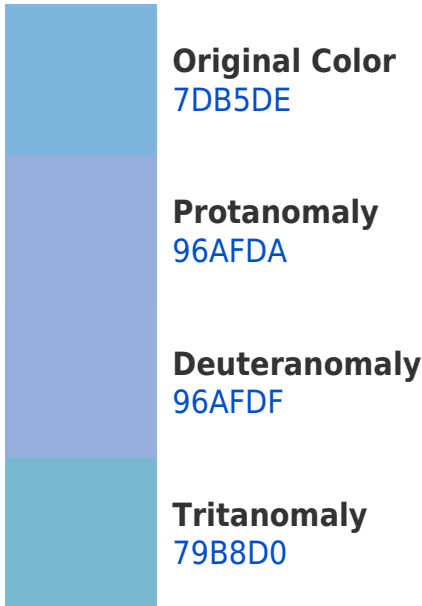 Original Color
7DB5DE
Protanomaly
96AFDA
Deuteranomaly
96AFDF
Tritanomaly
79B8D0